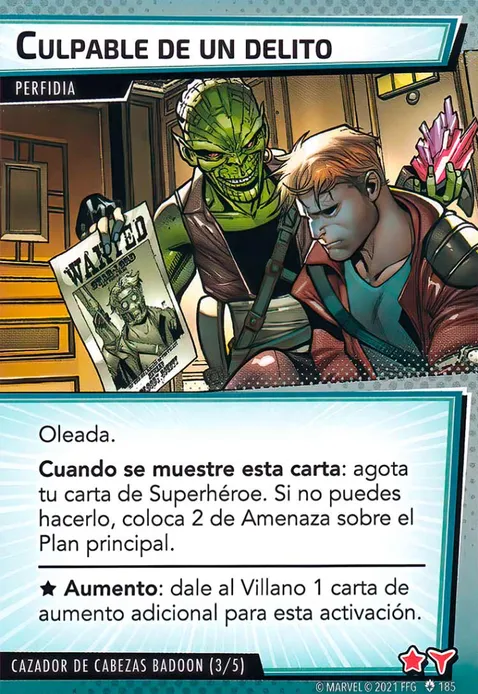 CULPABLE DE UN DELITO
PERFIDIA
WANTED
Oleada.
Cuando se muestre esta carta: agota
tu carta de Superhéroe. Si no puedes
hacerlo, coloca 2 de Amenaza sobre el
Plan principal.
★ Aumento: dale al Villano 1 carta de
aumento adicional para esta activación.
CAZADOR DE CABEZAS BADOON (3/5)
© MARVEL © 2021 FFG 185